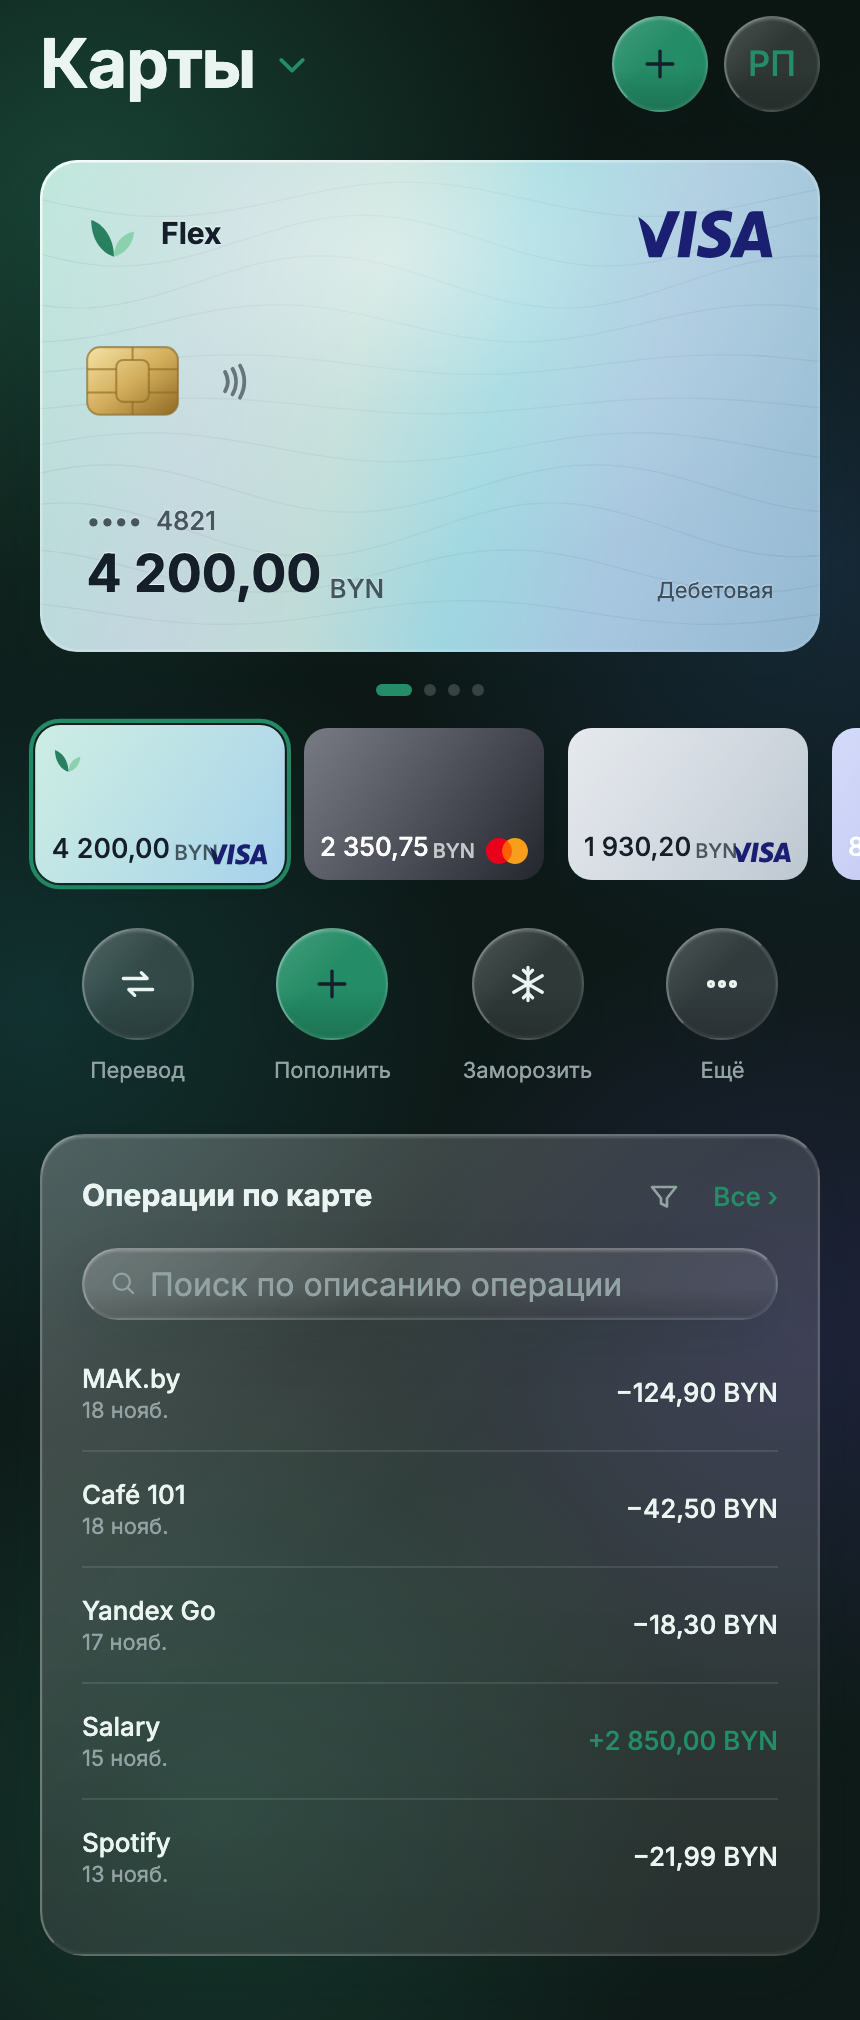 Карты
РП
Flex
VISA
•••• 4821
4 200,00 BYN
Дебетовая
4 200,00 BYN VISA
2 350,75 BYN
1 930,20 BYN VISA
8
Перевод
Пополнить
Заморозить
Ещё
Операции по карте
Все ›
Поиск по описанию операции
MAK.by
−124,90 BYN
18 нояб.
Café 101
−42,50 BYN
18 нояб.
Yandex Go
−18,30 BYN
17 нояб.
Salary
+2 850,00 BYN
15 нояб.
Spotify
−21,99 BYN
13 нояб.